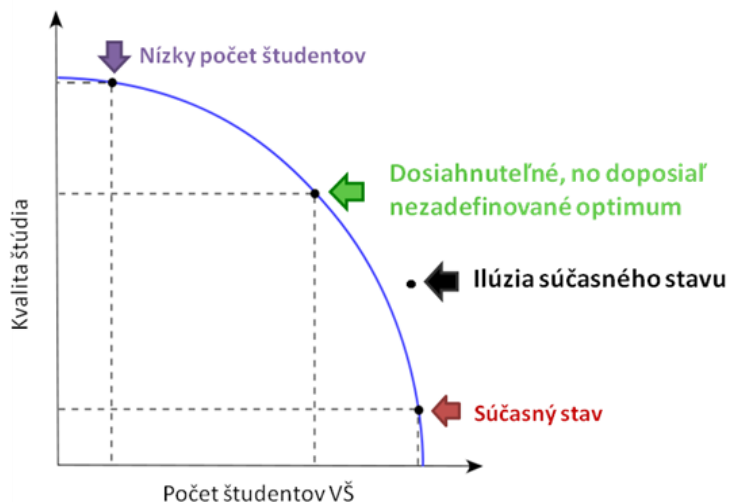 Nízky počet študentov
Dosiahnuteľné, no doposiaľ
nezadefinované optimum
Ilúzia súčasného stavu
Súčasný stav
Kvalita štúdia
Počet študentov VŠ